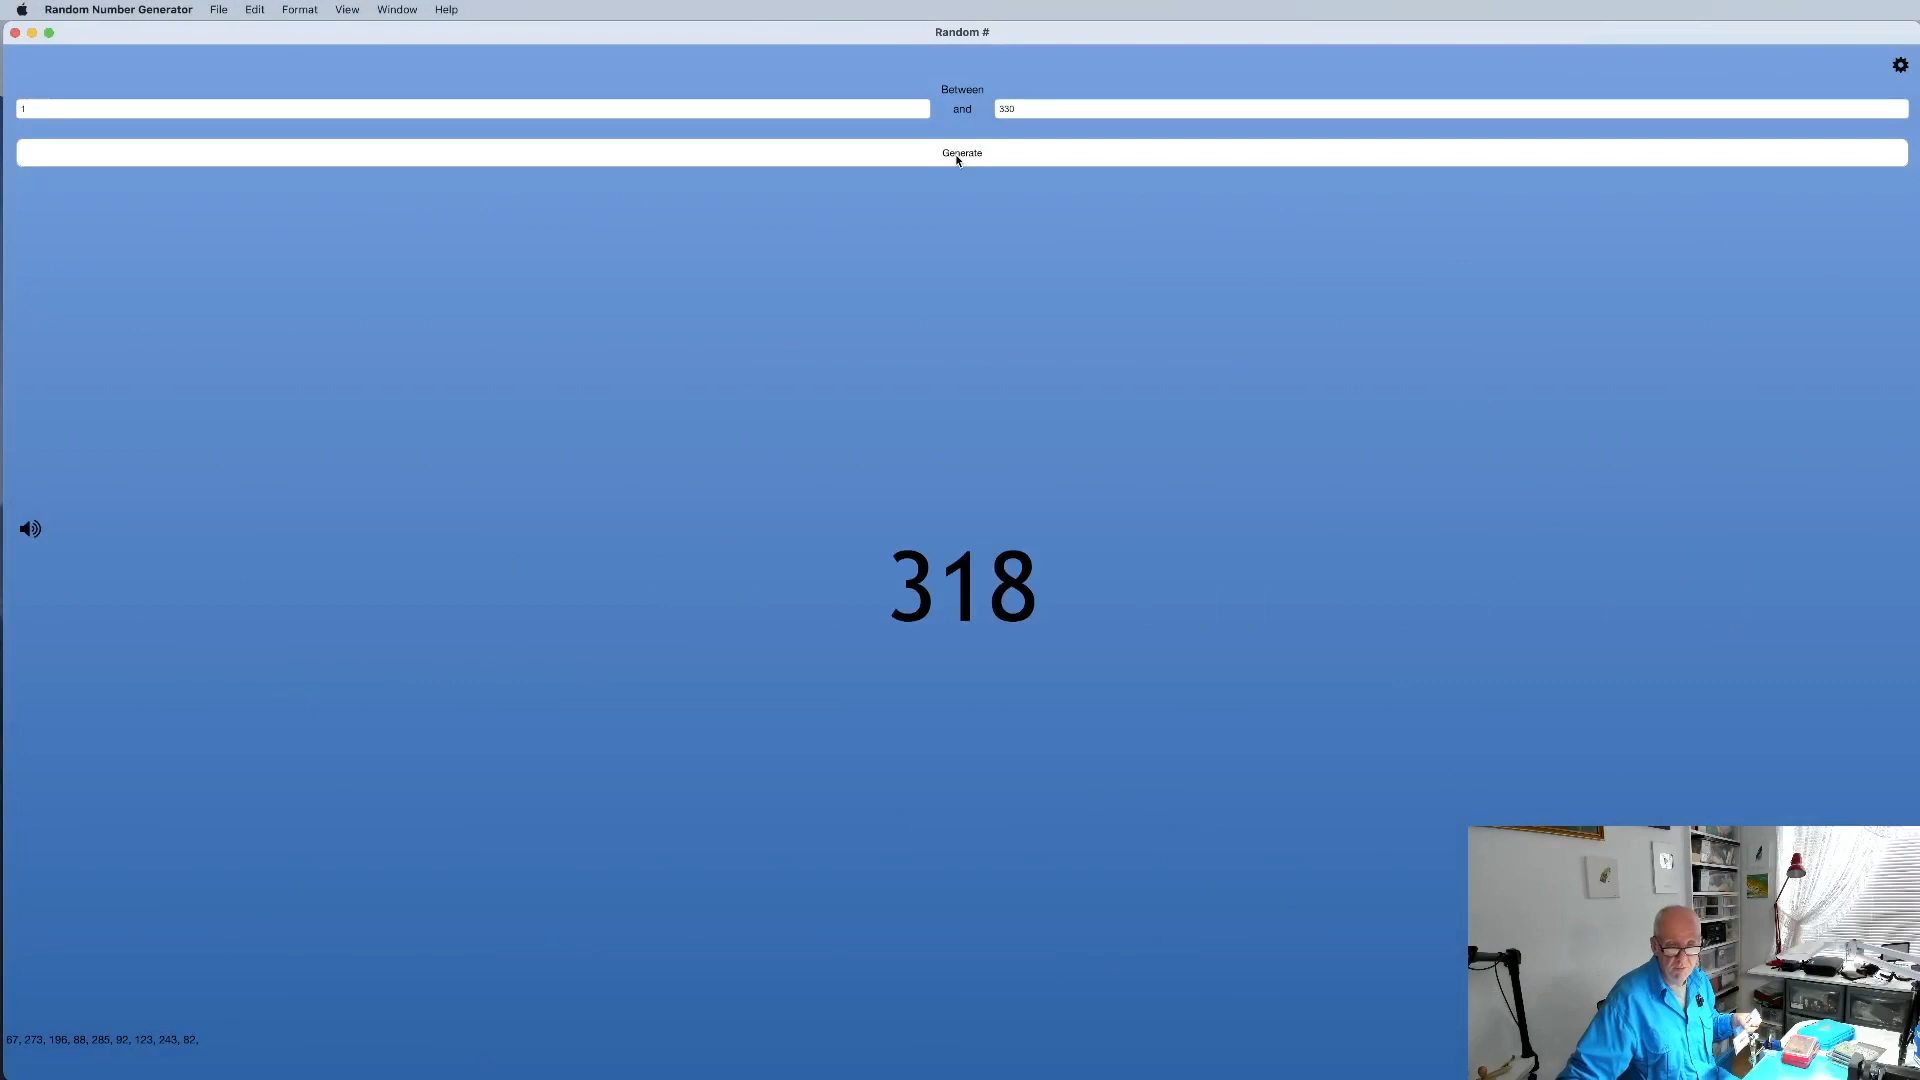 Random Number Generator File Edit Format View Window Help
Random #
Between
1 and 330
Generate
318
67, 273, 196, 88, 285, 92, 123, 243, 82,